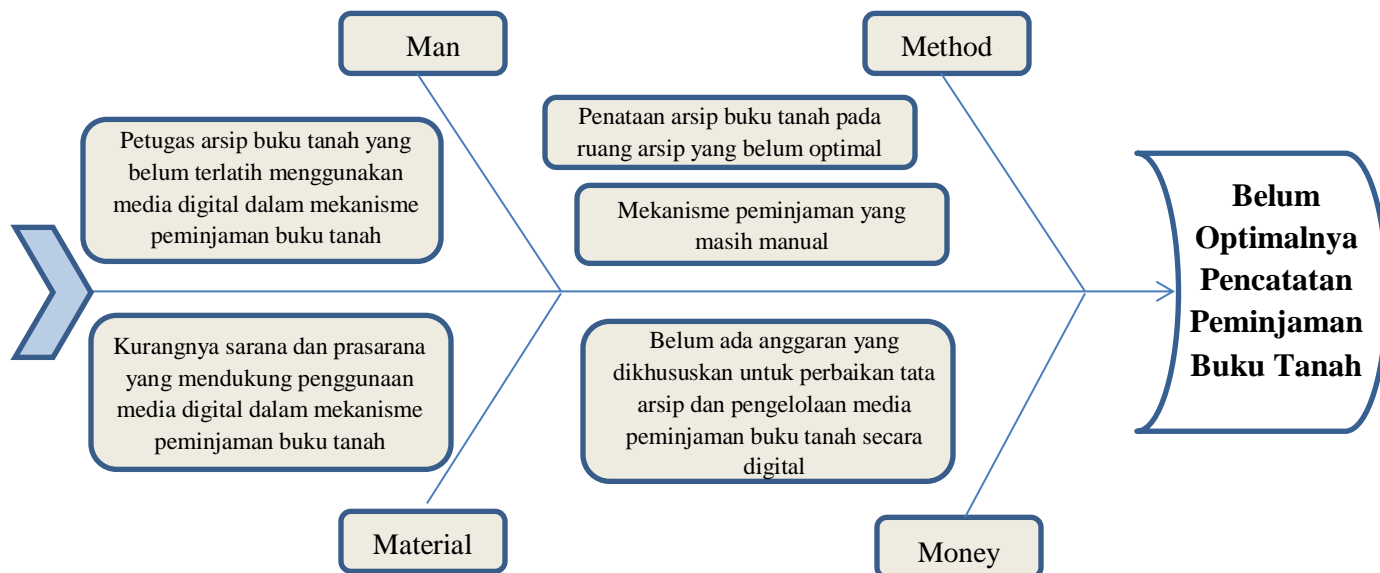 Man
Method
Petugas arsip buku tanah yang
belum terlatih menggunakan
media digital dalam mekanisme
peminjaman buku tanah
Penataan arsip buku tanah pada
ruang arsip yang belum optimal
Mekanisme peminjaman yang
masih manual
Belum
Optimalnya
Pencatatan
Peminjaman
Buku Tanah
Kurangnya sarana dan prasarana
yang mendukung penggunaan
media digital dalam mekanisme
peminjaman buku tanah
Belum ada anggaran yang
dikhususkan untuk perbaikan tata
arsip dan pengelolaan media
peminjaman buku tanah secara
digital
Material
Money